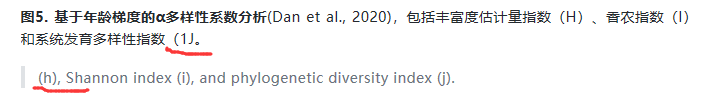 图5. 基于年龄梯度的α多样性系数分析(Dan et al., 2020)，包括丰富度估计量指数（H）、香农指数（I）
和系统发育多样性指数（1J。
(h), Shannon index (i), and phylogenetic diversity index (j).